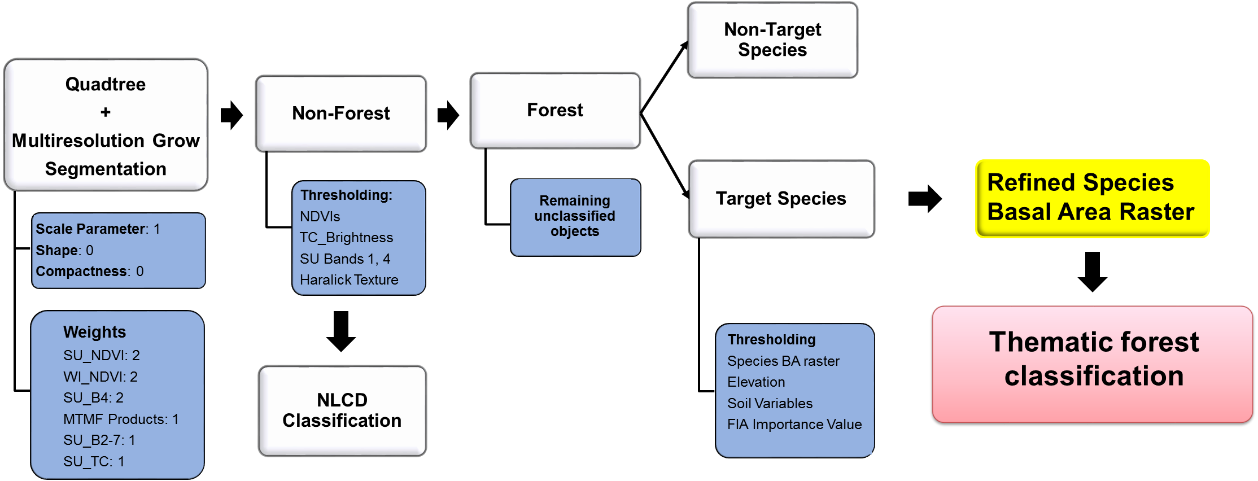 Quadtree
+
Multiresolution Grow
Segmentation
Scale Parameter: 1
Shape: 0
Compactness: 0
Weights
SU_NDVI: 2
WI_NDVI: 2
SU_B4: 2
MTMF Products: 1
SU_B2-7: 1
SU_TC: 1
Non-Forest
Thresholding:
NDVIs
TC_Brightness
SU Bands 1, 4
Haralick Texture
NLCD
Classification
Forest
Remaining
unclassified
objects
Non-Target
Species
Target Species
Thresholding
Species BA raster
Elevation
Soil Variables
FIA Importance Value
Refined Species
Basal Area Raster
Thematic forest
classification